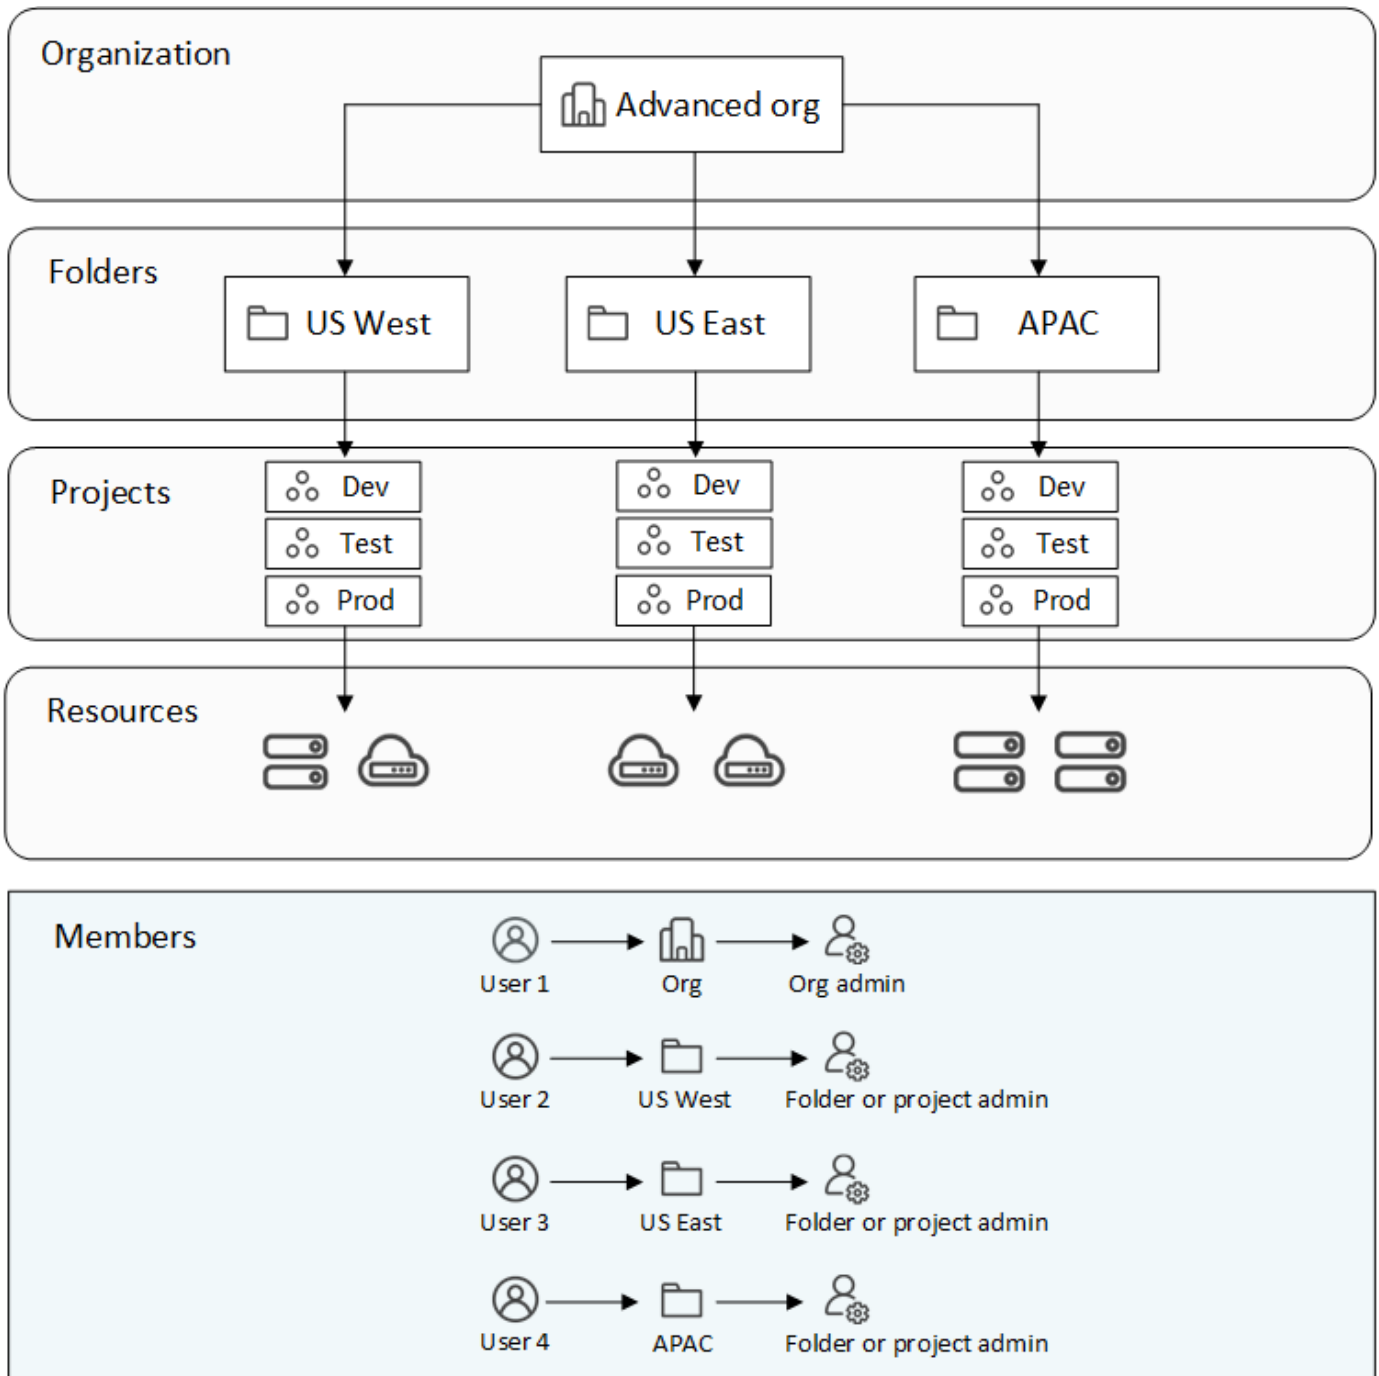 Organization
Advanced org
Folders
US West
US East
APAC
Projects
Dev
Dev
Dev
Test
Test
Test
Prod
Prod
Prod
Resources
Members
User 1
Org
Org admin
User 2
US West
Folder or project admin
User 3
US East
Folder or project admin
User 4
APAC
Folder or project admin